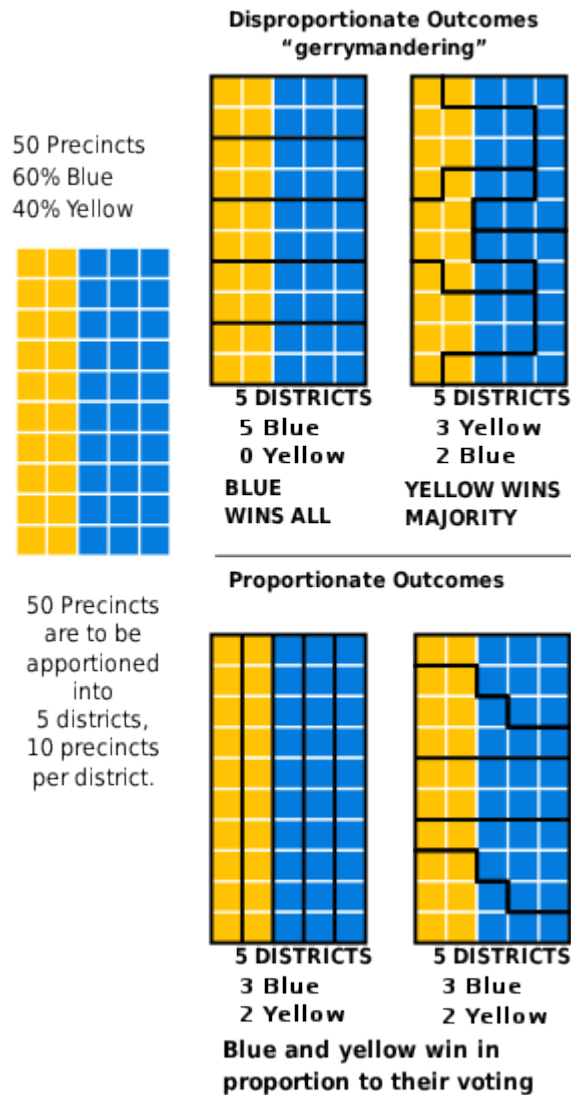 Disproportionate Outcomes
“gerrymandering”
50 Precincts
60% Blue
40% Yellow
50 Precincts
are to be
apportioned
into
5 districts,
10 precincts
per district.
5 DISTRICTS
5 Blue
0 Yellow
BLUE
WINS ALL
5 DISTRICTS
3 Yellow
2 Blue
YELLOW WINS
MAJORITY
Proportionate Outcomes
5 DISTRICTS
3 Blue
2 Yellow
5 DISTRICTS
3 Blue
2 Yellow
Blue and yellow win in
proportion to their voting